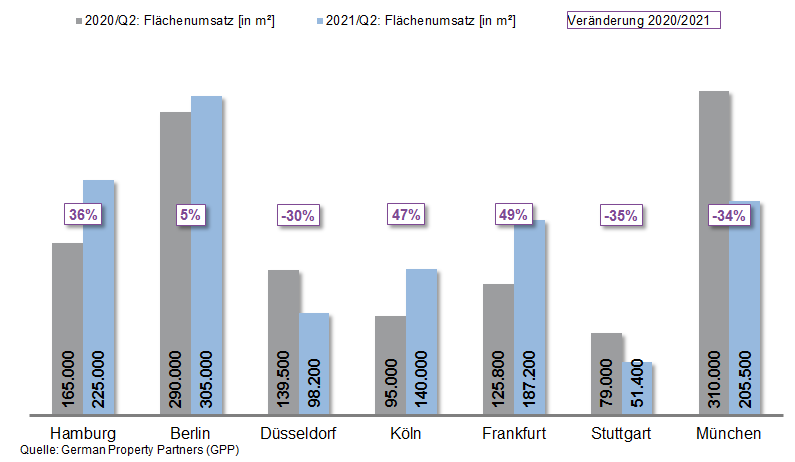 2020/Q2: Flächenumsatz [in m²] 2021/Q2: Flächenumsatz [in m²] Veränderung 2020/2021
36% 5% -30% 47% 49% -35% -34%
165.000 225.000 290.000 305.000 139.500 98.200 95.000 140.000 125.800 187.200 79.000 51.400 310.000 205.500
Hamburg Berlin Düsseldorf Köln Frankfurt Stuttgart München
Quelle: German Property Partners (GPP)